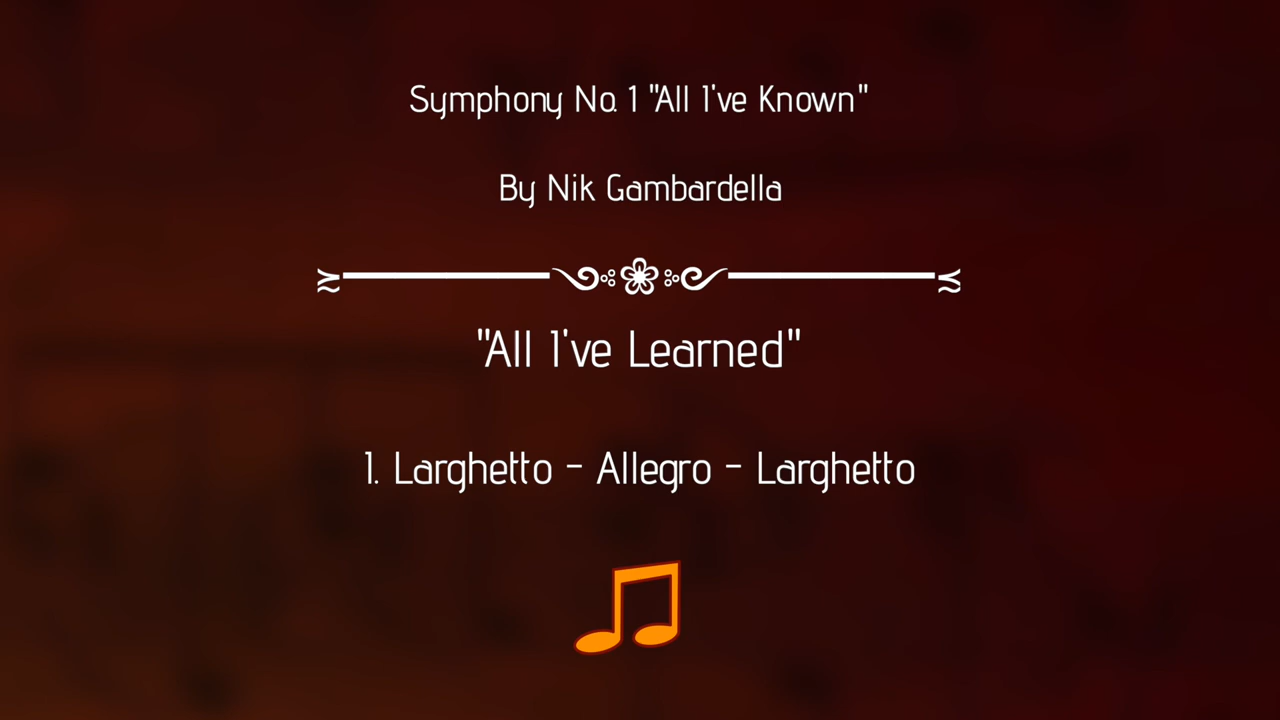 Symphony No. 1 "All I've Known"
By Nik Gambardella
"All I've Learned"
1. Larghetto - Allegro - Larghetto